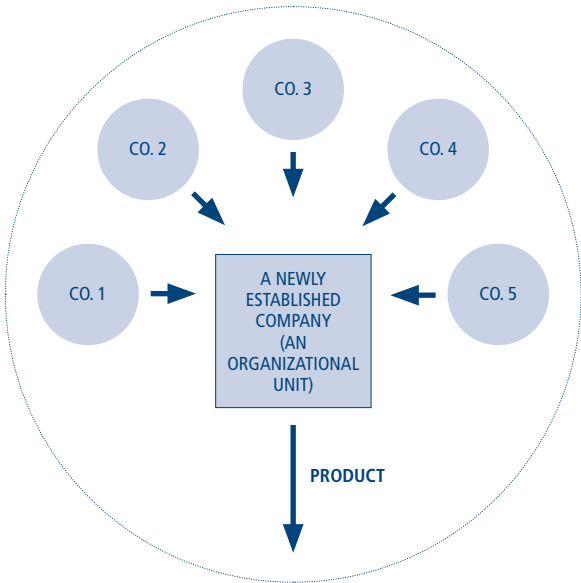 CO. 3
CO. 2
CO. 4
CO. 1
A NEWLY
ESTABLISHED
COMPANY
(AN
ORGANIZATIONAL
UNIT)
CO. 5
PRODUCT